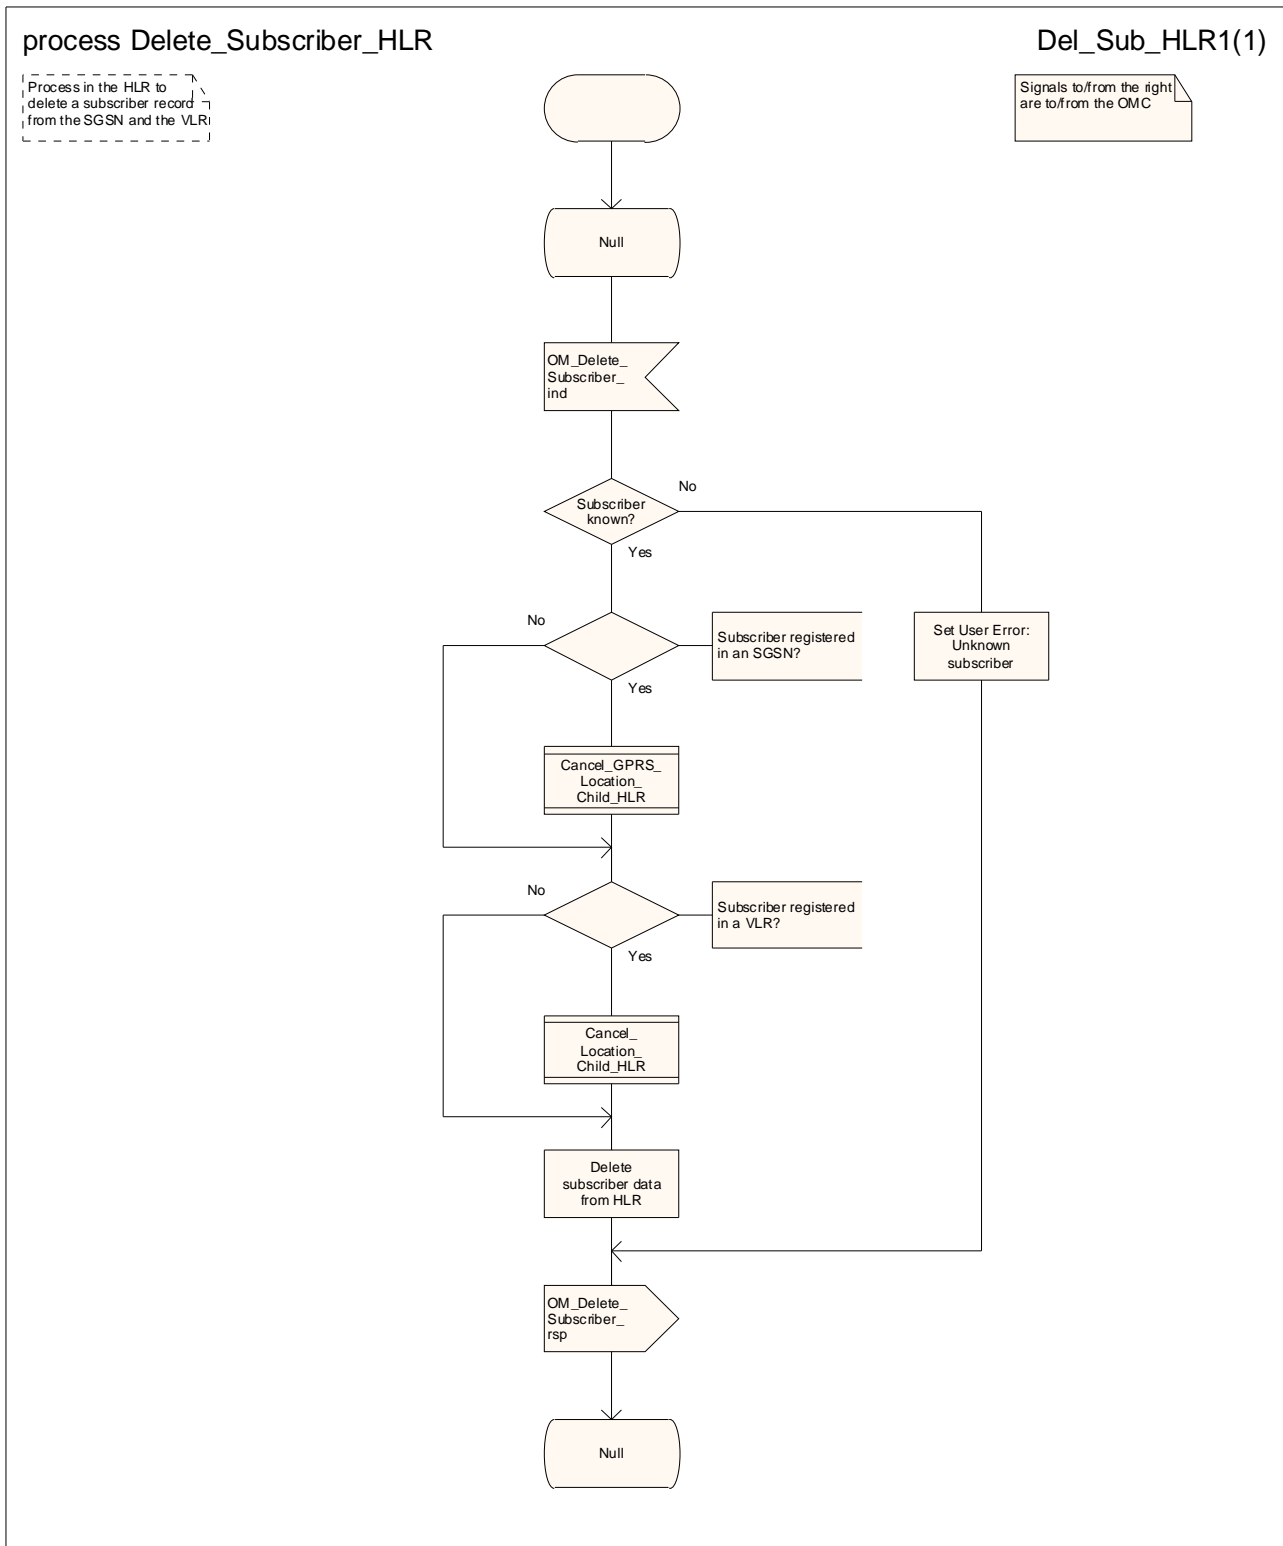 process Delete_Subscriber_HLR
Del_Sub_HLR1(1)
Process in the HLR to
delete a subscriber record
from the SGSN and the VLR
Signals to/from the right
are to/from the OMC
Null
OM_Delete_
Subscriber_
ind
Subscriber
known?
No
Yes
No
Subscriber registered
in an SGSN?
Set User Error:
Unknown
subscriber
Yes
Cancel_GPRS_
Location_
Child_HLR
No
Subscriber registered
in a VLR?
Yes
Cancel_
Location_
Child_HLR
Delete
subscriber data
from HLR
OM_Delete_
Subscriber_
rsp
Null